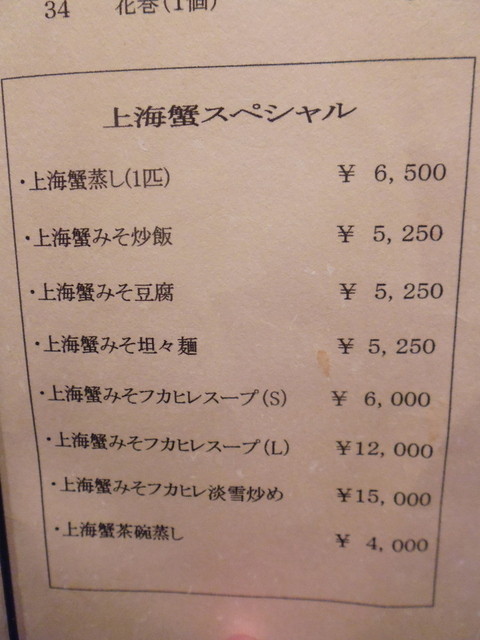 34 花巻(1個)
上海蟹スペシャル
・上海蟹蒸し(1匹) ¥ 6,500
・上海蟹みそ炒飯 ¥ 5,250
・上海蟹みそ豆腐 ¥ 5,250
・上海蟹みそ坦々麺 ¥ 5,250
・上海蟹みそフカヒレスープ(S) ¥ 6,000
・上海蟹みそフカヒレスープ(L) ¥12,000
・上海蟹みそフカヒレ淡雪炒め ¥15,000
・上海蟹茶碗蒸し ¥ 4,000